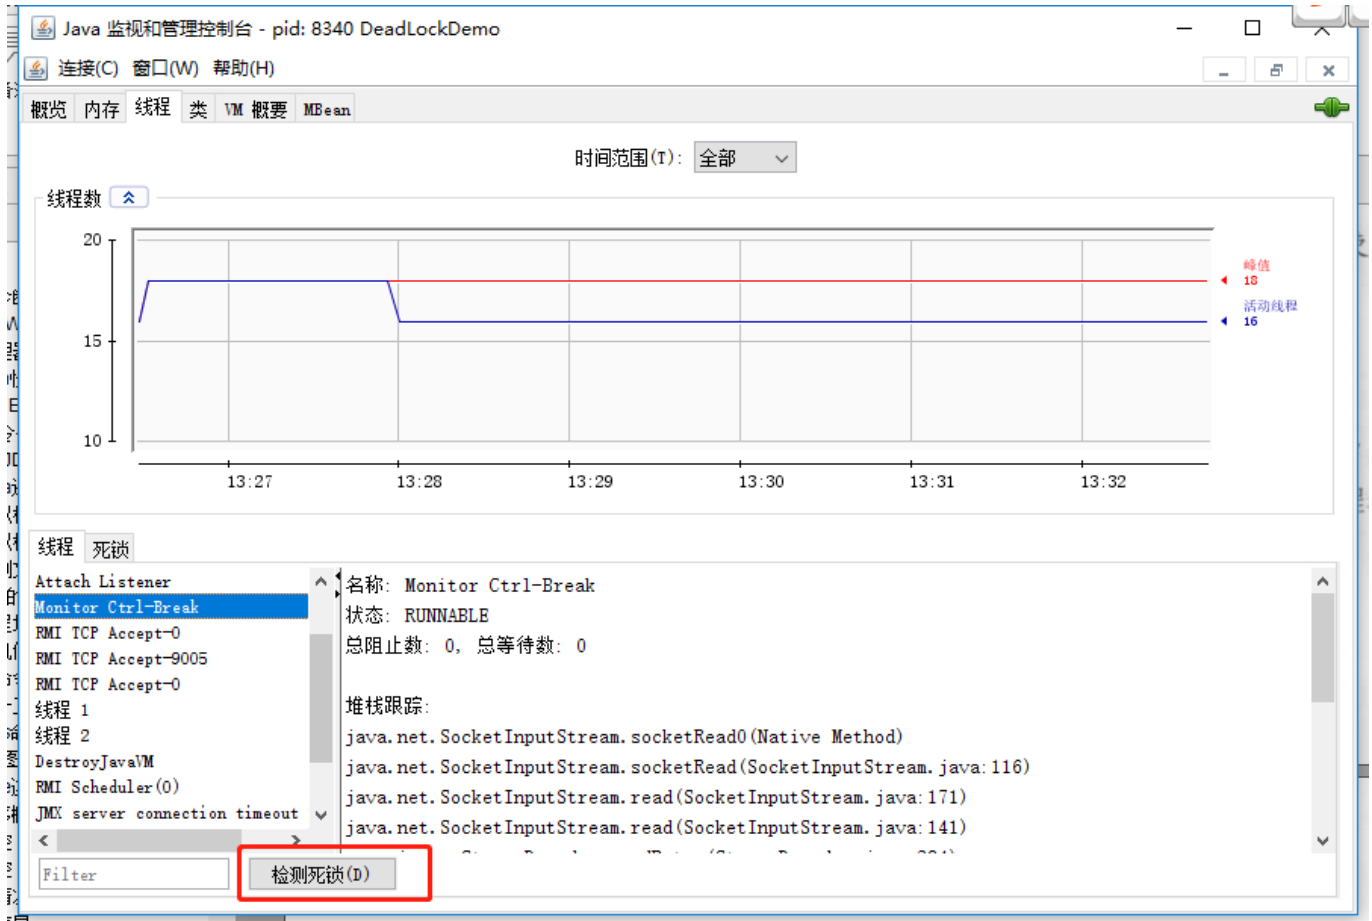 Java 监视和管理控制台 - pid: 8340 DeadLockDemo
连接(C) 窗口(W) 帮助(H)
概览 内存 线程 类 VM 概要 MBean
时间范围(T): 全部
线程数
20
15
10
峰值
18
活动线程
16
13:27 13:28 13:29 13:30 13:31 13:32
线程 死锁
Attach Listener
Monitor Ctrl-Break
RMI TCP Accept-0
RMI TCP Accept-9005
RMI TCP Accept-0
线程 1
线程 2
DestroyJavaVM
RMI Scheduler(0)
JMX server connection timeout
名称: Monitor Ctrl-Break
状态: RUNNABLE
总阻止数: 0, 总等待数: 0
堆栈跟踪:
java.net.SocketInputStream.socketRead0(Native Method)
java.net.SocketInputStream.socketRead(SocketInputStream.java:116)
java.net.SocketInputStream.read(SocketInputStream.java:171)
java.net.SocketInputStream.read(SocketInputStream.java:141)
Filter
检测死锁(D)